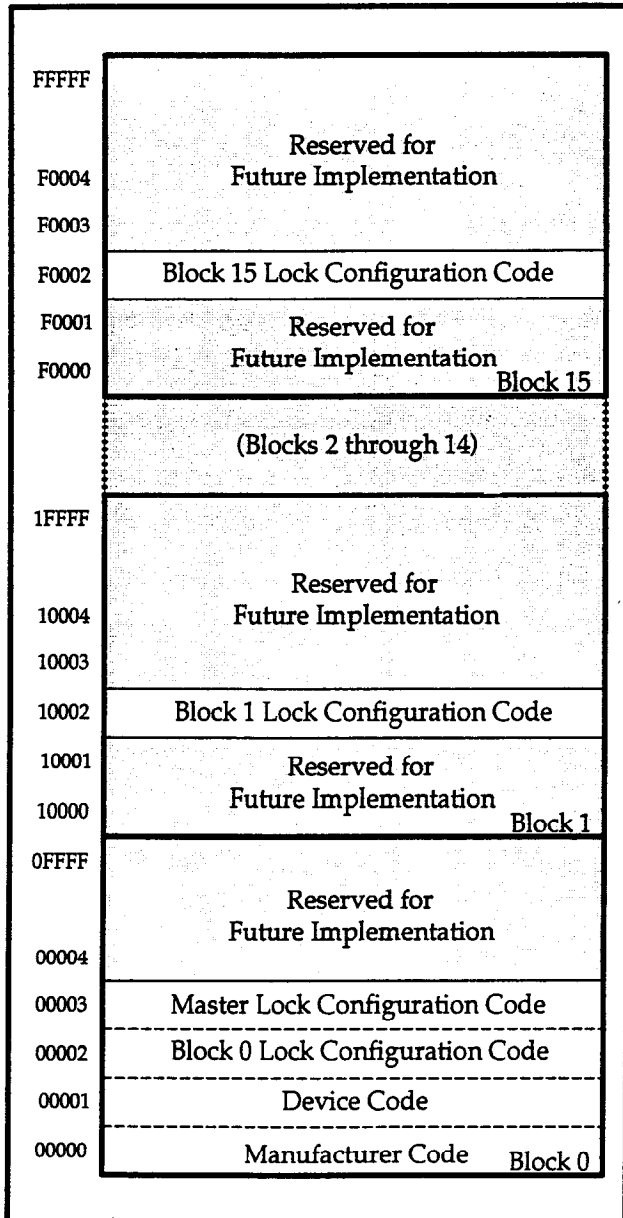 FFFFF
Reserved for
Future Implementation
F0004
F0003
F0002 Block 15 Lock Configuration Code
F0001
Reserved for
Future Implementation
F0000
Block 15
(Blocks 2 through 14)
1FFFF
Reserved for
Future Implementation
10004
10003
10002 Block 1 Lock Configuration Code
10001
Reserved for
Future Implementation
10000
Block 1
0FFFF
Reserved for
Future Implementation
00004
00003 Master Lock Configuration Code
00002 Block 0 Lock Configuration Code
00001 Device Code
00000 Manufacturer Code Block 0